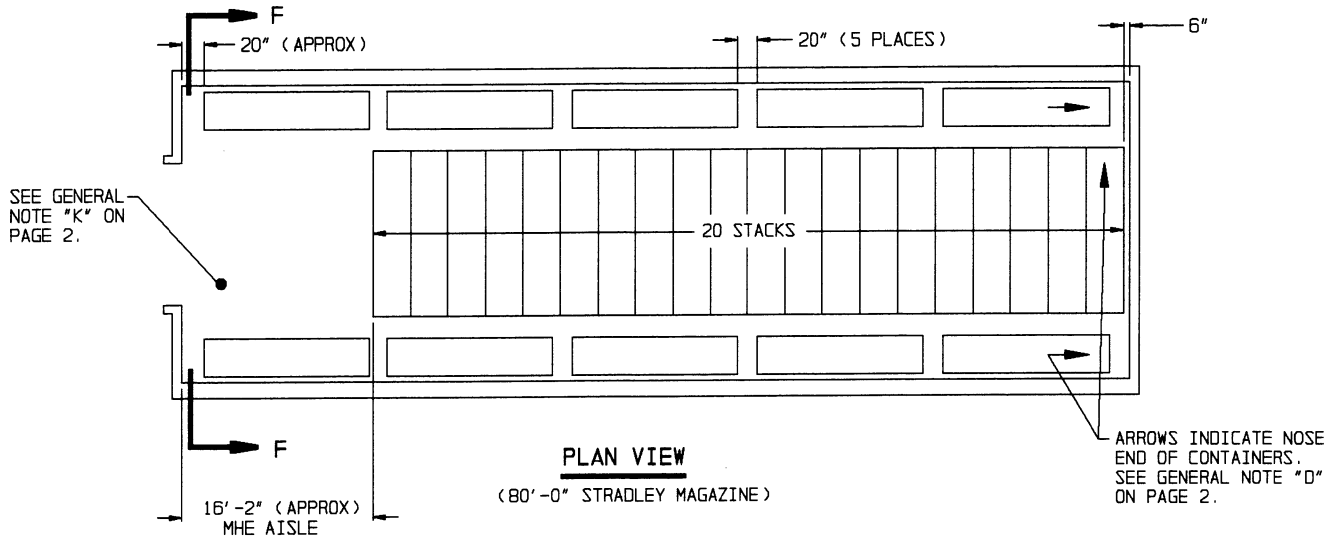 F
20" (APPROX)
20" (5 PLACES)
6"
SEE GENERAL
NOTE "K" ON
PAGE 2.
20 STACKS
F
PLAN VIEW
(80'-0" STRADLEY MAGAZINE)
16'-2" (APPROX)
MHE AISLE
ARROWS INDICATE NOSE
END OF CONTAINERS.
SEE GENERAL NOTE "D"
ON PAGE 2.